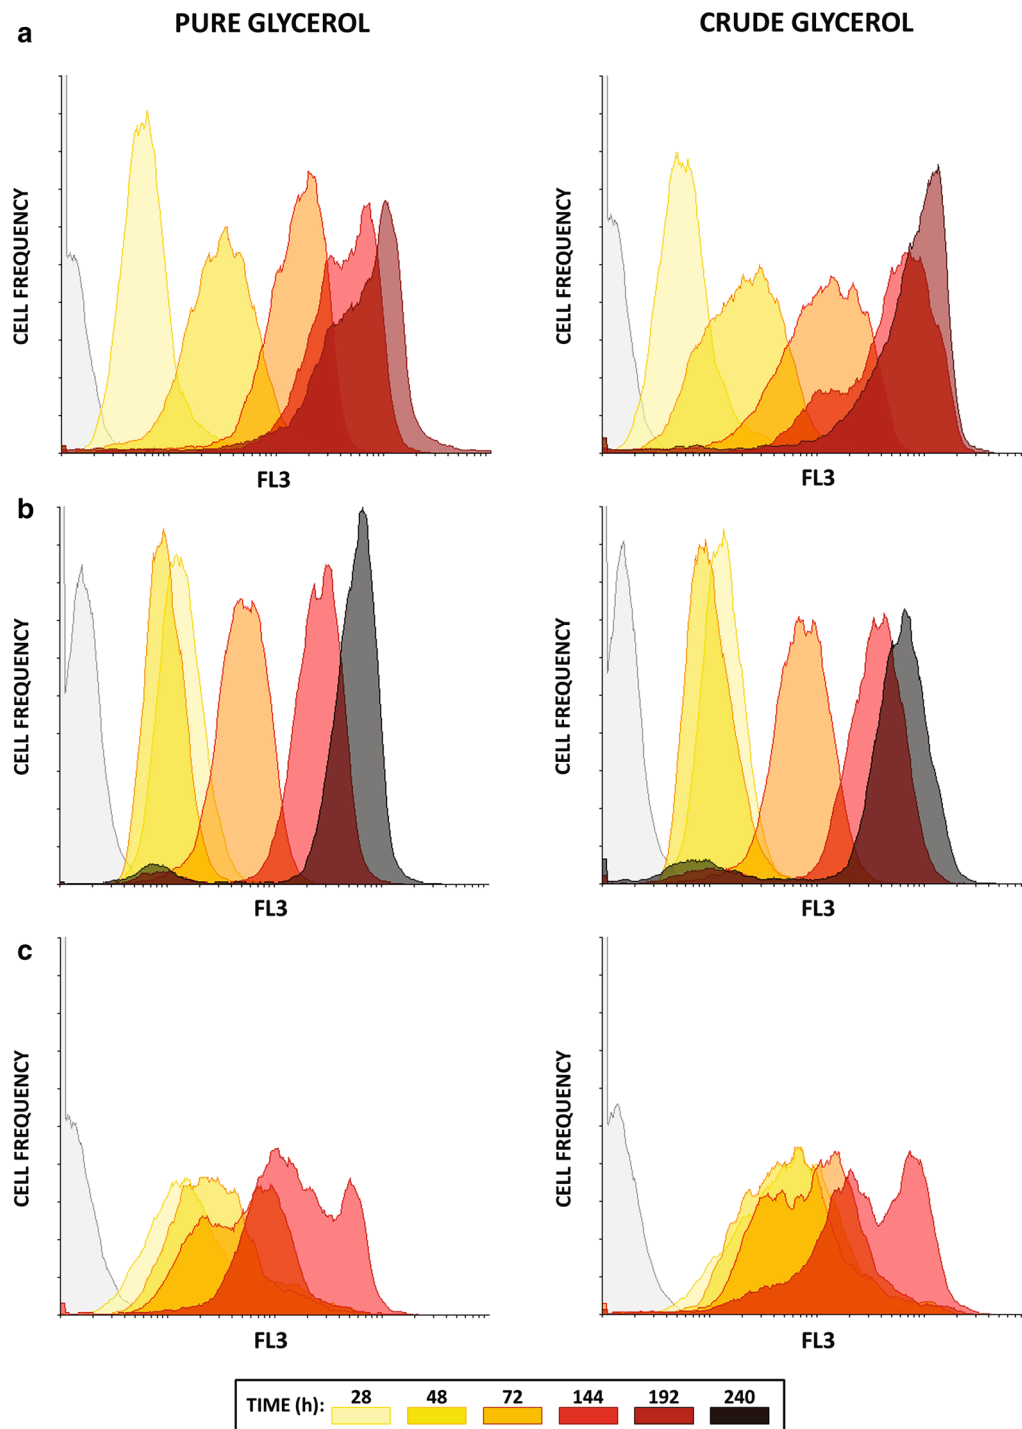 PURE GLYCEROL
CRUDE GLYCEROL
a
CELL FREQUENCY
FL3
CELL FREQUENCY
FL3
b
CELL FREQUENCY
FL3
CELL FREQUENCY
FL3
c
CELL FREQUENCY
FL3
CELL FREQUENCY
FL3
TIME (h): 28 48 72 144 192 240